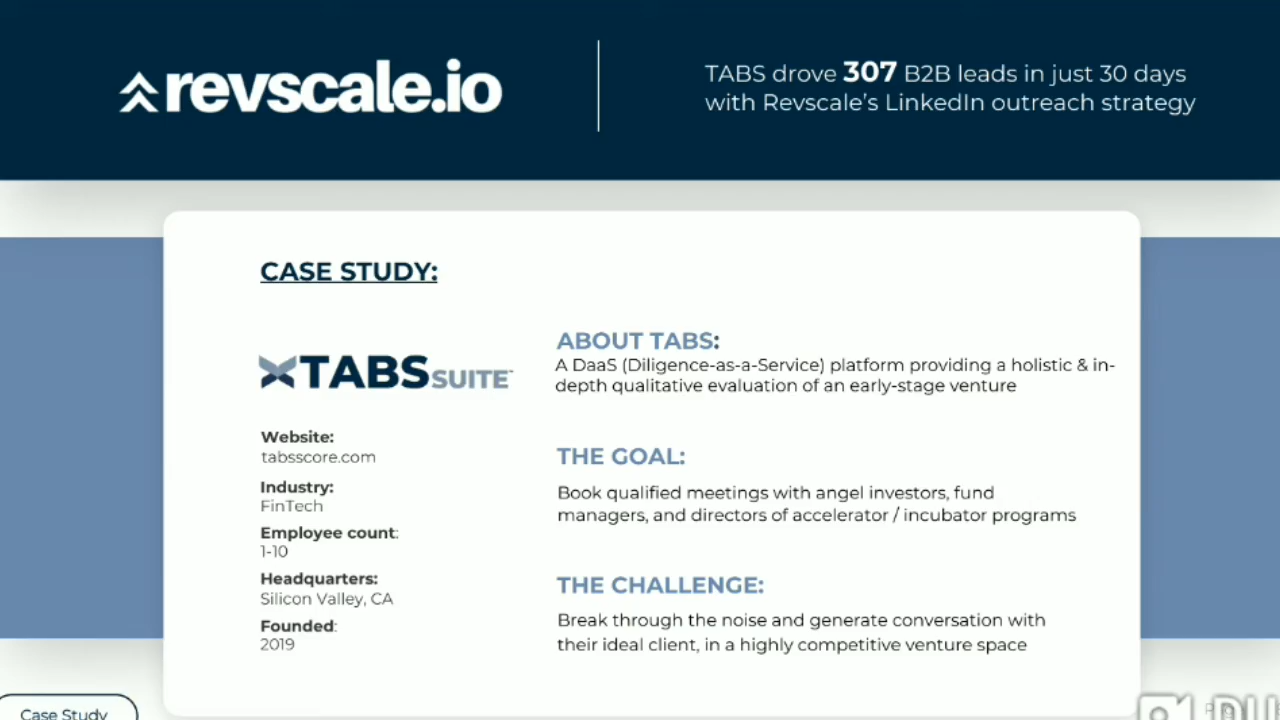 revscale.io
TABS drove 307 B2B leads in just 30 days
with Revscale's LinkedIn outreach strategy
CASE STUDY:
TABS SUITE™
Website:
tabsscore.com
Industry:
FinTech
Employee count:
1-10
Headquarters:
Silicon Valley, CA
Founded:
2019
ABOUT TABS:
A DaaS (Diligence-as-a-Service) platform providing a holistic & in-
depth qualitative evaluation of an early-stage venture
THE GOAL:
Book qualified meetings with angel investors, fund
managers, and directors of accelerator / incubator programs
THE CHALLENGE:
Break through the noise and generate conversation with
their ideal client, in a highly competitive venture space
Case Study